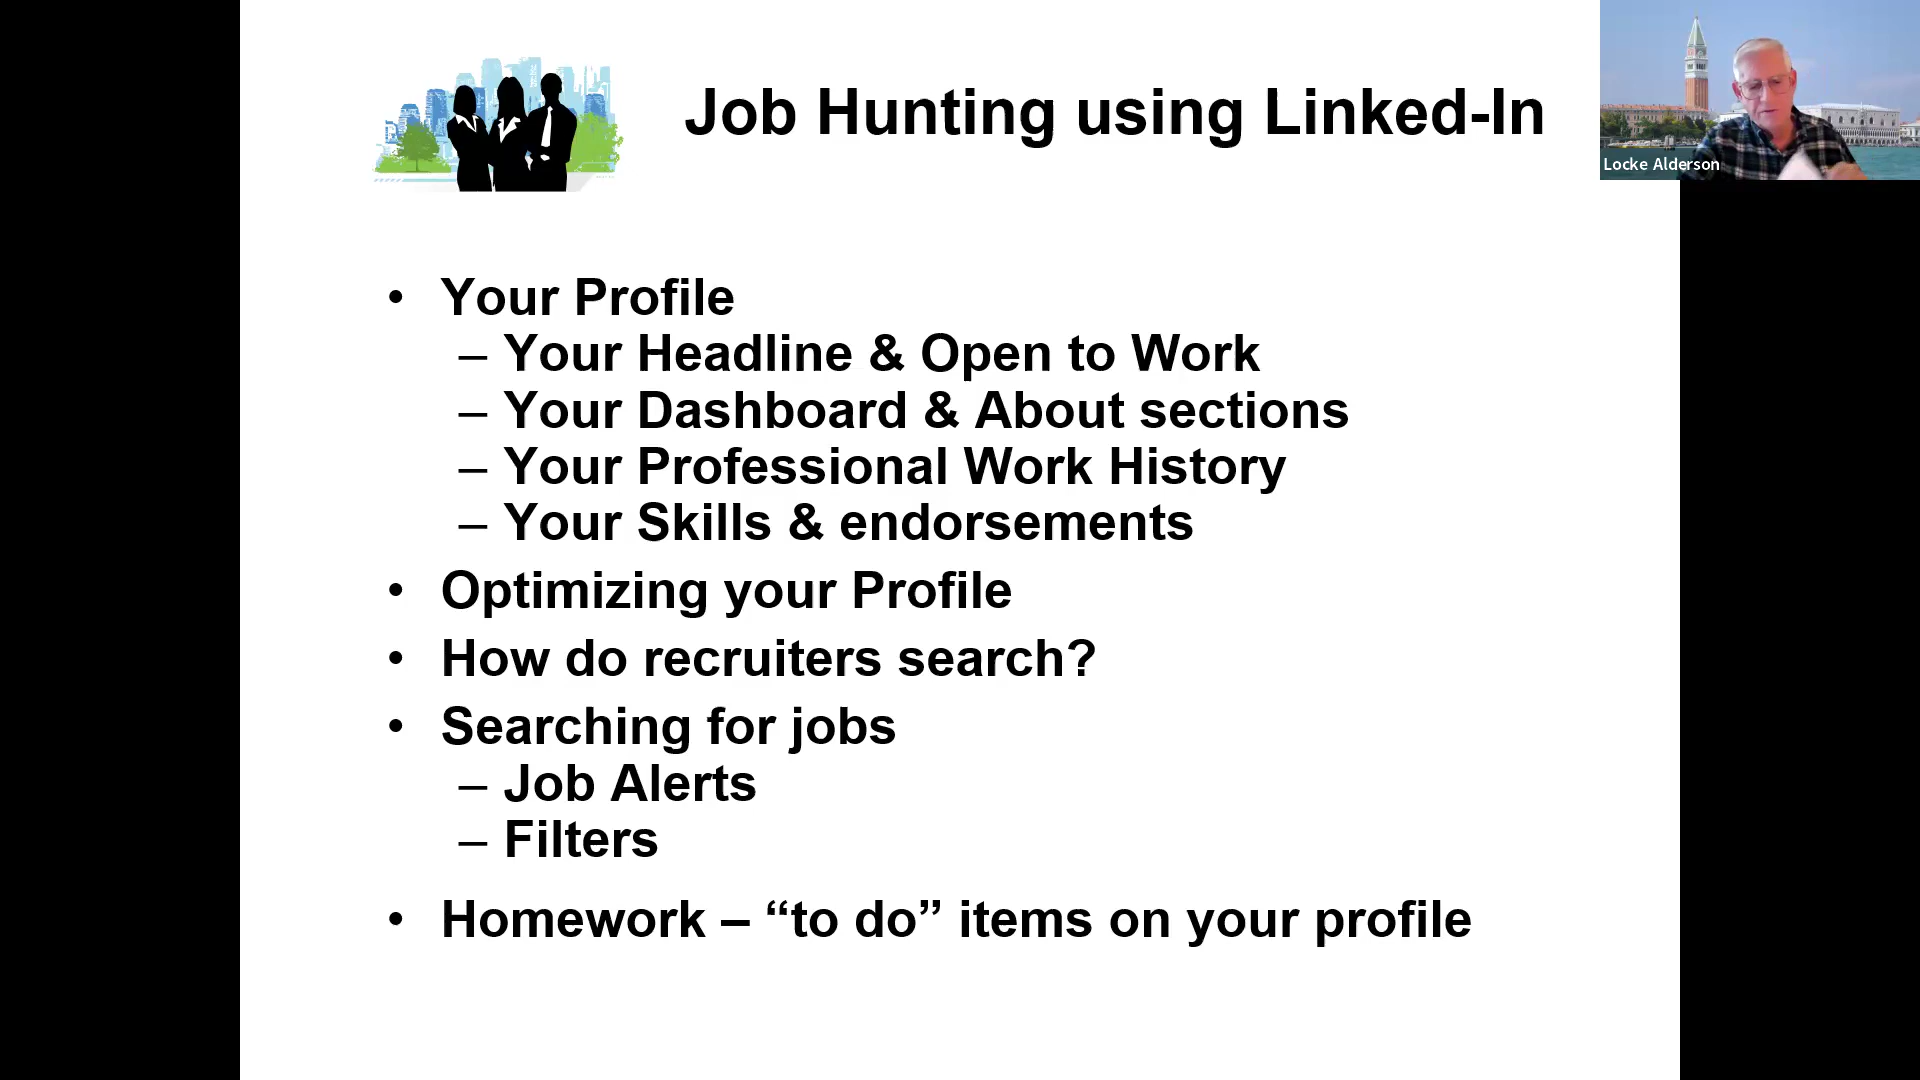 Job Hunting using Linked-In
Locke Alderson
• Your Profile
– Your Headline & Open to Work
– Your Dashboard & About sections
– Your Professional Work History
– Your Skills & endorsements
• Optimizing your Profile
• How do recruiters search?
• Searching for jobs
– Job Alerts
– Filters
• Homework – “to do” items on your profile